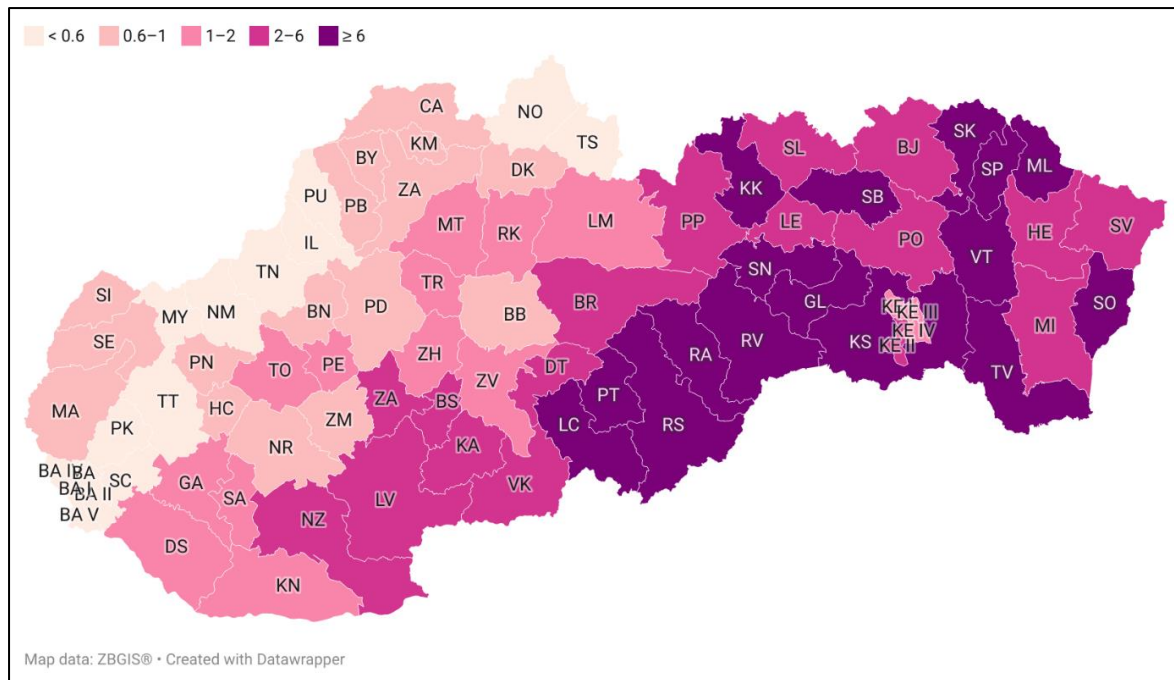 < 0.6 0.6–1 1–2 2–6 ≥ 6
CA NO
KM TS SL BJ SK
BY DK SP ML
PU PB ZA KK SB
MT RK LM PP LE PO HE SV
IL
TN SN VT
SI TR BR GL SO
MY NM BN PD BB KE I KE III
SE KE IV MI
PN TO PE ZH RA RV KS KE II
DT
ZV TV
TT ZA BS PT
MA HC ZM LC RS
PK NR KA
BA IV BA
SC GA VK
BA I
BA II SA LV
BA V NZ
DS
KN
Map data: ZBGIS® • Created with Datawrapper